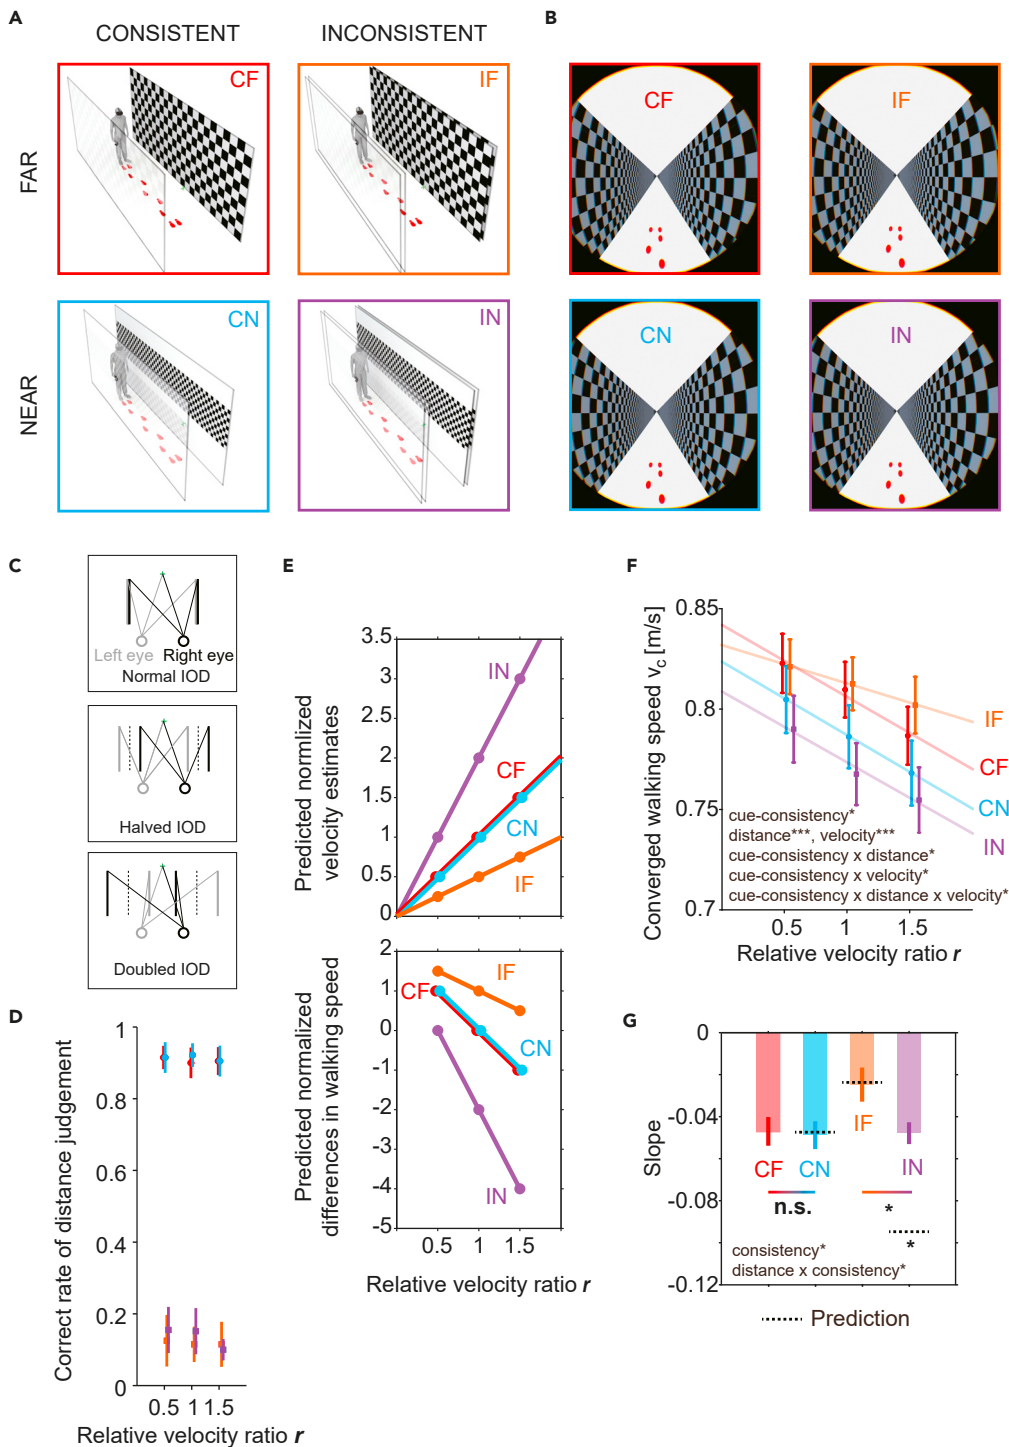 A
CONSISTENT
INCONSISTENT
FAR
NEAR
CF
IF
CN
IN
B
CF
IF
CN
IN
C
Left eye
Right eye
Normal IOD
Halved IOD
Doubled IOD
D
Correct rate of distance judgement
1
0.8
0.6
0.4
0.2
0
0.5 1 1.5
Relative velocity ratio r
E
Predicted normlized
velocity estimates
3.5
3
2.5
2
1.5
1
0.5
0
IN
CF
CN
IF
Predicted normalized
differences in walking speed
2
1
0
-1
-2
-3
-4
-5
IF
CF
CN
IN
0.5 1 1.5
Relative velocity ratio r
F
Converged walking speed vc [m/s]
0.85
0.8
0.75
0.7
IF
CF
CN
IN
cue-consistency*
distance***, velocity***
cue-consistency x distance*
cue-consistency x velocity*
cue-consistency x distance x velocity*
0.5 1 1.5
Relative velocity ratio r
G
Slope
0
-0.04
-0.08
-0.12
CF
CN
IF
IN
n.s.
*
*
consistency*
distance x consistency*
Prediction